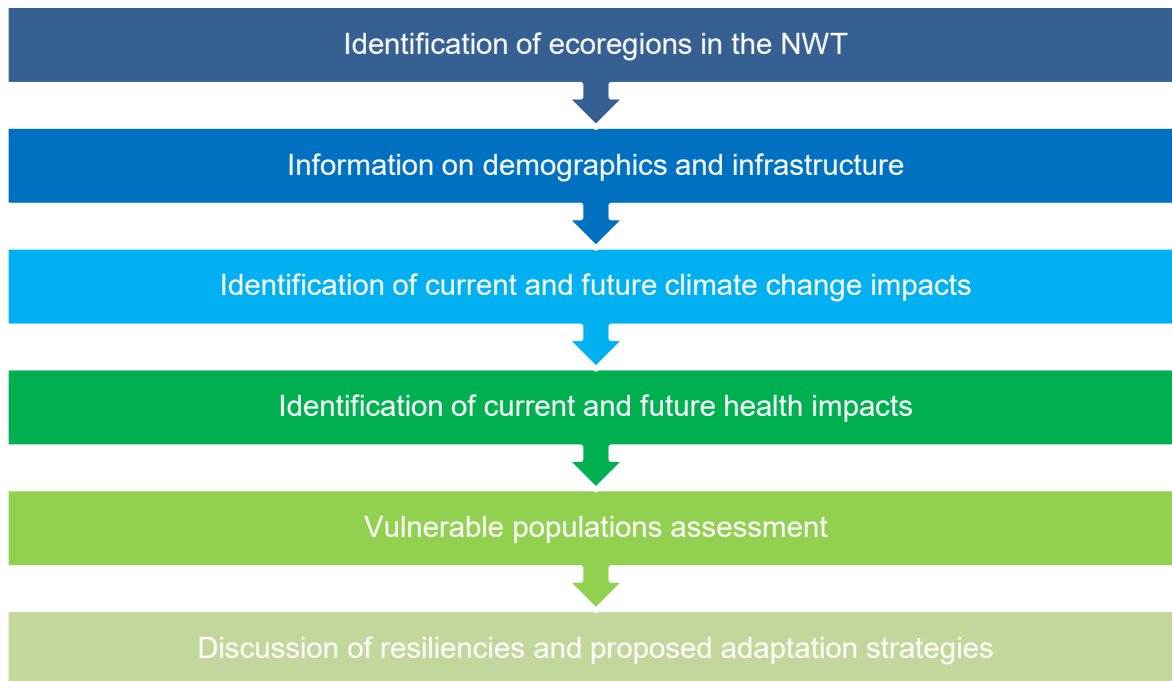 Identification of ecoregions in the NWT
Information on demographics and infrastructure
Identification of current and future climate change impacts
Identification of current and future health impacts
Vulnerable populations assessment
Discussion of resiliencies and proposed adaptation strategies